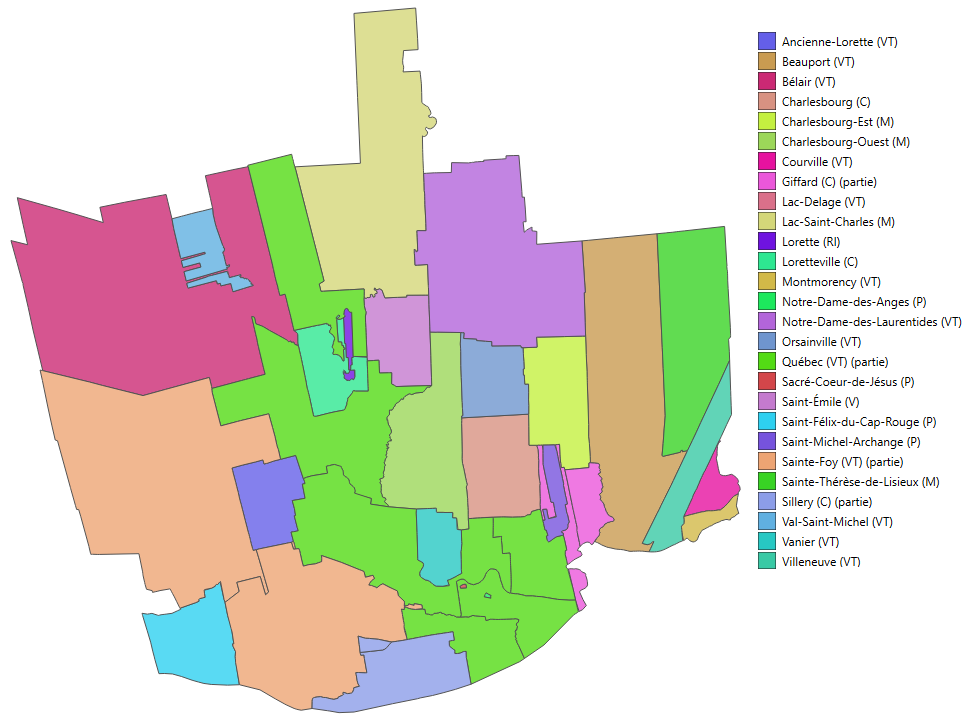 Ancienne-Lorette (VT)
Beauport (VT)
Bélair (VT)
Charlesbourg (C)
Charlesbourg-Est (M)
Charlesbourg-Ouest (M)
Courville (VT)
Giffard (C) (partie)
Lac-Delage (VT)
Lac-Saint-Charles (M)
Lorette (RI)
Loretteville (C)
Montmorency (VT)
Notre-Dame-des-Anges (P)
Notre-Dame-des-Laurentides (VT)
Orsainville (VT)
Québec (VT) (partie)
Sacré-Coeur-de-Jésus (P)
Saint-Émile (V)
Saint-Félix-du-Cap-Rouge (P)
Saint-Michel-Archange (P)
Sainte-Foy (VT) (partie)
Sainte-Thérèse-de-Lisieux (M)
Sillery (C) (partie)
Val-Saint-Michel (VT)
Vanier (VT)
Villeneuve (VT)